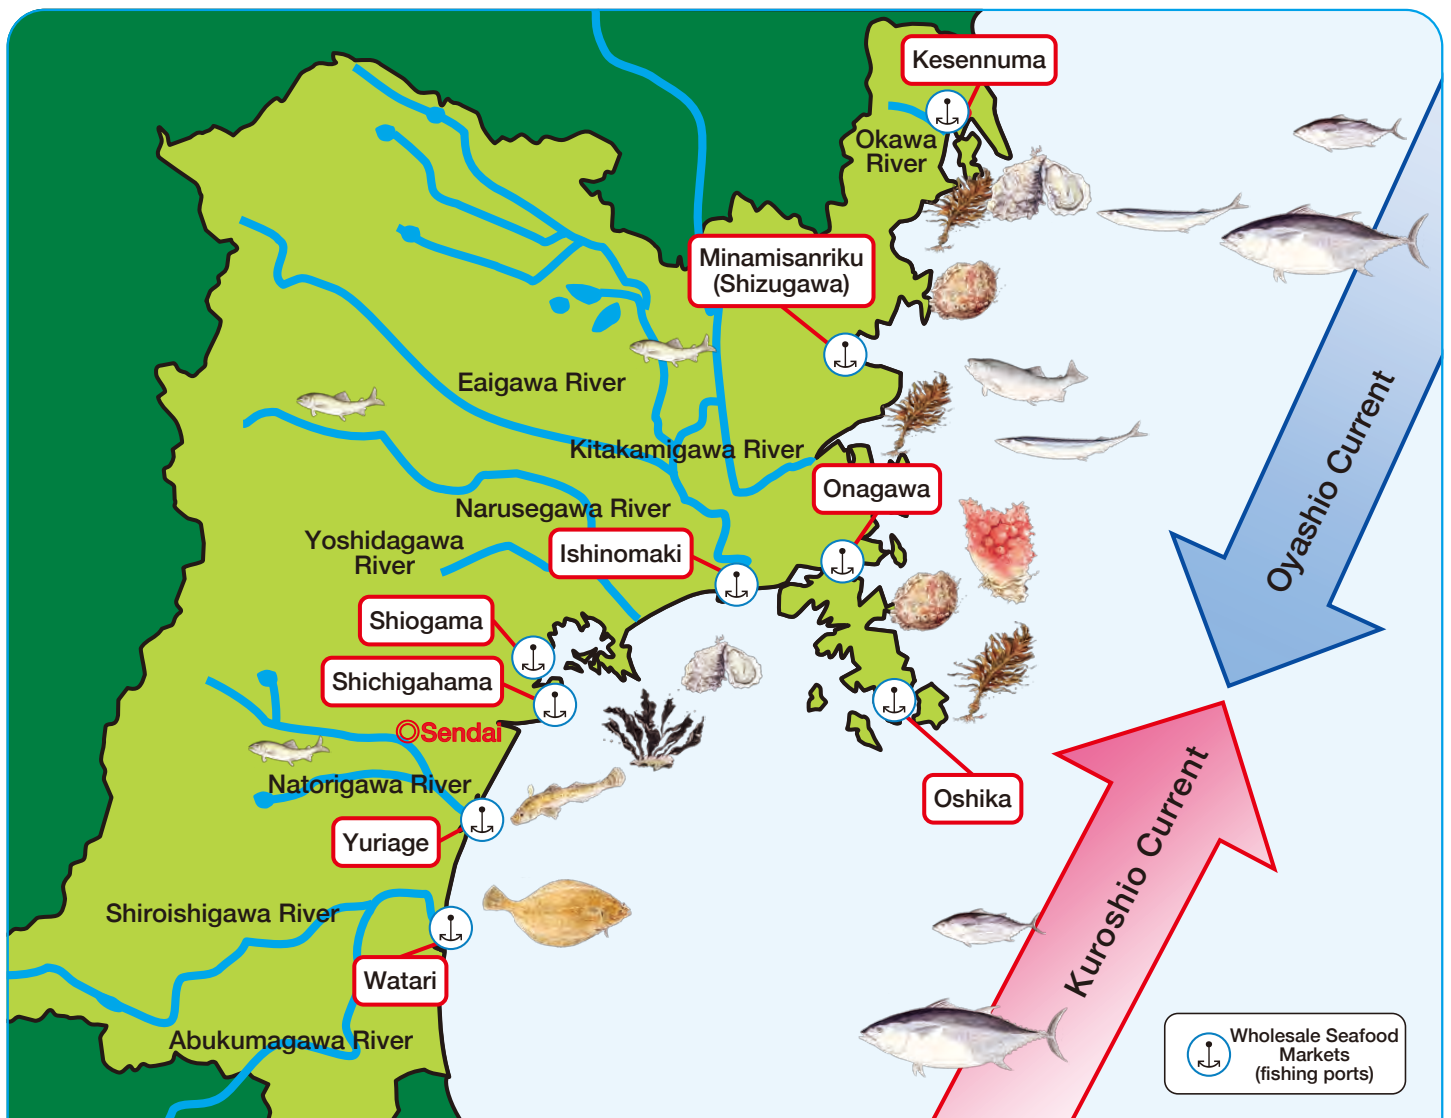 Kesennuma
Okawa
River
Minamisanriku
(Shizugawa)
Eaigawa River
Kitakamigawa River
Onagawa
Narusegawa River
Yoshidagawa
River
Ishinomaki
Shiogama
Shichigahama
Sendai
Natorigawa River
Oshika
Yuriage
Shiroishigawa River
Watari
Abukumagawa River
Oyashio Current
Kuroshio Current
Wholesale Seafood
Markets
(fishing ports)